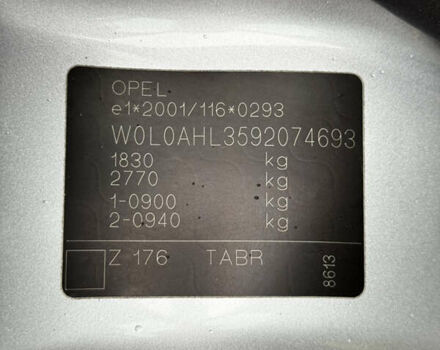 OPEL
e1*2001/116*0293
W0L0AHL3592074693
1830 kg
2770 kg
1-0900 kg
2-0940 kg
Z 176 TABR
8613